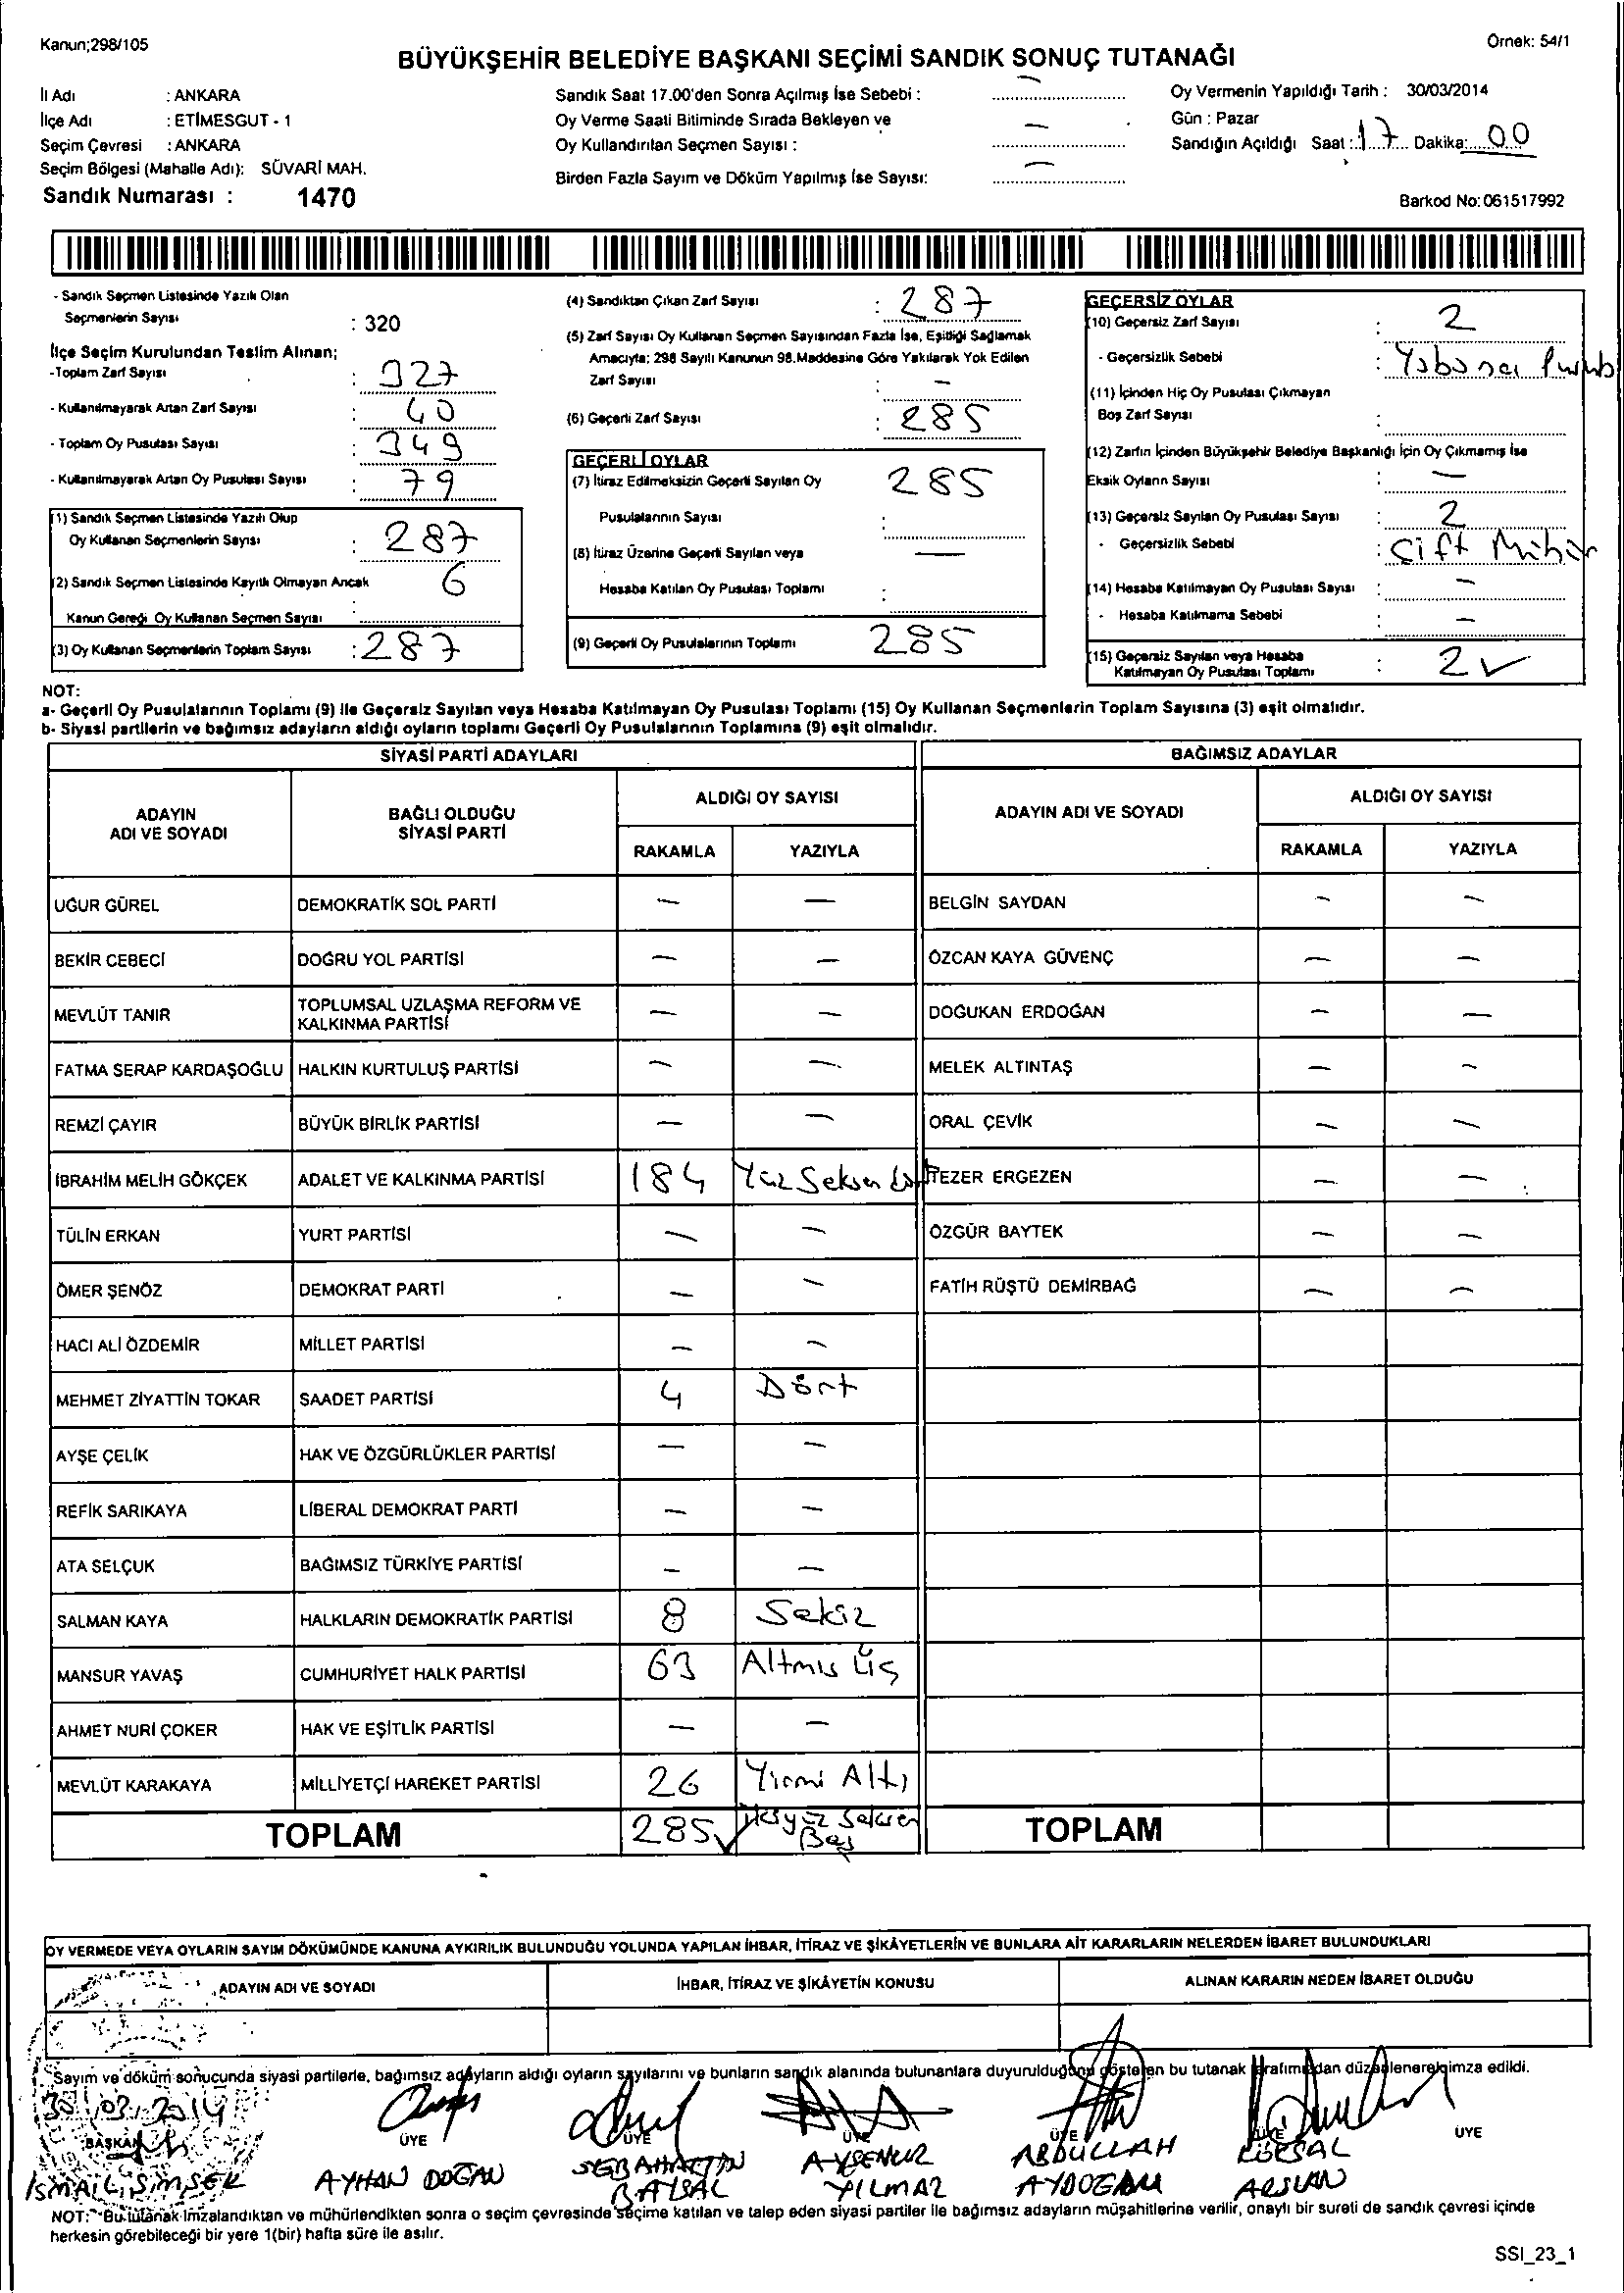 Kanun;298/105
Örnek: 54/1
BÜYÜKŞEHİR BELEDİYE BAŞKANI SEÇİMİ SANDIK SONUÇ TUTANAĞI
İl Adı : ANKARA
İlçe Adı : ETİMESGUT - 1
Seçim Çevresi : ANKARA
Seçim Bölgesi (Mahalle Adı): SÜVARİ MAH.
Sandık Numarası : 1470
Sandık Saat 17.00'den Sonra Açılmış İse Sebebi : —
Oy Verme Saati Bitiminde Sırada Bekleyen ve
Oy Kullandırılan Seçmen Sayısı : —
Birden Fazla Sayım ve Döküm Yapılmış İse Sayısı: —
Oy Vermenin Yapıldığı Tarih : 30/03/2014
Gün : Pazar
Sandığın Açıldığı Saat : 17 Dakika: 00
Barkod No:061517992
- Sandık Seçmen Listesinde Yazılı Olan
Seçmenlerin Sayısı : 320
İlçe Seçim Kurulundan Teslim Alınan;
-Toplam Zarf Sayısı : 327
- Kullanılmayarak Artan Zarf Sayısı : 40
- Toplam Oy Pusulası Sayısı : 349
- Kullanılmayarak Artan Oy Pusulası Sayısı : 79
(1) Sandık Seçmen Listesinde Yazılı Olup
Oy Kullanan Seçmenlerin Sayısı : 287
(2) Sandık Seçmen Listesinde Kayıtlı Olmayan Ancak 6
Kanun Gereği Oy Kullanan Seçmen Sayısı :
(3) Oy Kullanan Seçmenlerin Toplam Sayısı : 287
(4) Sandıktan Çıkan Zarf Sayısı : 287
(5) Zarf Sayısı Oy Kullanan Seçmen Sayısından Fazla İse, Eşitliği Sağlamak
Amacıyla; 298 Sayılı Kanunun 98.Maddesine Göre Yakılarak Yok Edilen
Zarf Sayısı : —
(6) Geçerli Zarf Sayısı : 285
GEÇERLİ OYLAR
(7) İtiraz Edilmeksizin Geçerli Sayılan Oy 285
Pusulalarının Sayısı :
(8) İtiraz Üzerine Geçerli Sayılan veya —
Hesaba Katılan Oy Pusulası Toplamı :
(9) Geçerli Oy Pusulalarının Toplamı 285
GEÇERSİZ OYLAR
(10) Geçersiz Zarf Sayısı : 2
- Geçersizlik Sebebi : Yabancı
(11) İçinden Hiç Oy Pusulası Çıkmayan
Boş Zarf Sayısı :
(12) Zarfın İçinden Büyükşehir Belediye Başkanlığı İçin Oy Çıkmamış İse
Eksik Oyların Sayısı : —
(13) Geçersiz Sayılan Oy Pusulası Sayısı : 2
- Geçersizlik Sebebi : Çift Mühür
(14) Hesaba Katılmayan Oy Pusulası Sayısı : —
- Hesaba Katılmama Sebebi : —
(15) Geçersiz Sayılan veya Hesaba
Katılmayan Oy Pusulası Toplamı : 2 ✓
NOT:
a- Geçerli Oy Pusulalarının Toplamı (9) ile Geçersiz Sayılan veya Hesaba Katılmayan Oy Pusulası Toplamı (15) Oy Kullanan Seçmenlerin Toplam Sayısına (3) eşit olmalıdır.
b- Siyasi partilerin ve bağımsız adayların aldığı oyların toplamı Geçerli Oy Pusulalarının Toplamına (9) eşit olmalıdır.
SİYASİ PARTİ ADAYLARI BAĞIMSIZ ADAYLAR
ADAYIN ADI VE SOYADI BAĞLI OLDUĞU SİYASİ PARTİ ALDIĞI OY SAYISI ADAYIN ADI VE SOYADI ALDIĞI OY SAYISI
RAKAMLA YAZIYLA RAKAMLA YAZIYLA
UĞUR GÜREL DEMOKRATİK SOL PARTİ — — BELGİN SAYDAN — —
BEKİR CEBECİ DOĞRU YOL PARTİSİ — — ÖZCAN KAYA GÜVENÇ — —
MEVLÜT TANIR TOPLUMSAL UZLAŞMA REFORM VE KALKINMA PARTİSİ — — DOĞUKAN ERDOĞAN — —
FATMA SERAP KARDAŞOĞLU HALKIN KURTULUŞ PARTİSİ — — MELEK ALTINTAŞ — —
REMZİ ÇAYIR BÜYÜK BİRLİK PARTİSİ — — ORAL ÇEVİK — —
İBRAHİM MELİH GÖKÇEK ADALET VE KALKINMA PARTİSİ 184 Yüz Seksen Dört TEZER ERGEZEN — —
TÜLİN ERKAN YURT PARTİSİ — — ÖZGÜR BAYTEK — —
ÖMER ŞENÖZ DEMOKRAT PARTİ — — FATİH RÜŞTÜ DEMİRBAĞ — —
HACI ALİ ÖZDEMİR MİLLET PARTİSİ — —
MEHMET ZİYATTİN TOKAR SAADET PARTİSİ 4 Dört
AYŞE ÇELİK HAK VE ÖZGÜRLÜKLER PARTİSİ — —
REFİK SARIKAYA LİBERAL DEMOKRAT PARTİ — —
ATA SELÇUK BAĞIMSIZ TÜRKİYE PARTİSİ — —
SALMAN KAYA HALKLARIN DEMOKRATİK PARTİSİ 8 Sekiz
MANSUR YAVAŞ CUMHURİYET HALK PARTİSİ 63 Altmış Üç
AHMET NURİ ÇOKER HAK VE EŞİTLİK PARTİSİ — —
MEVLÜT KARAKAYA MİLLİYETÇİ HAREKET PARTİSİ 26 Yirmi Altı
TOPLAM 285 ✓ İkiyüz Seksen Beş TOPLAM
OY VERMEDE VEYA OYLARIN SAYIM DÖKÜMÜNDE KANUNA AYKIRILIK BULUNDUĞU YOLUNDA YAPILAN İHBAR, İTİRAZ VE ŞİKÂYETLERİN VE BUNLARA AİT KARARLARIN NELERDEN İBARET BULUNDUKLARI
ADAYIN ADI VE SOYADI İHBAR, İTİRAZ VE ŞİKÂYETİN KONUSU ALINAN KARARIN NEDEN İBARET OLDUĞU
Sayım ve döküm sonucunda siyasi partilerle, bağımsız adayların aldığı oyların sayılarını ve bunların sandık alanında bulunanlara duyurulduğunu gösteren bu tutanak tarafımızdan düzenlenerek imza edildi.
30/03/2014
BAŞKAN ÜYE ÜYE ÜYE ÜYE ÜYE ÜYE
İSMAİL ŞİMŞEK AYHAN DOĞAN SEBAHATTİN BAYSAL AYŞENUR YILMAZ ABDULLAH AYDOĞAN KÖKSAL ARSLAN
NOT: Bu tutanak imzalandıktan ve mühürlendikten sonra o seçim çevresinde seçime katılan ve talep eden siyasi partiler ile bağımsız adayların müşahitlerine verilir, onaylı bir sureti de sandık çevresi içinde
herkesin görebileceği bir yere 1(bir) hafta süre ile asılır.
SSI_23_1